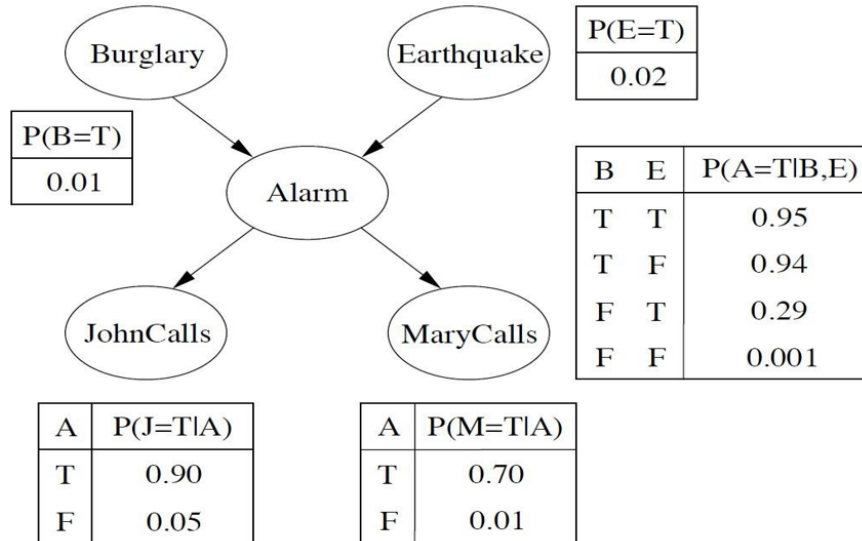 Burglary
Earthquake
P(E=T)
0.02
P(B=T)
0.01
Alarm
B E P(A=T|B,E)
T T 0.95
T F 0.94
F T 0.29
F F 0.001
JohnCalls
MaryCalls
A P(J=T|A)
T 0.90
F 0.05
A P(M=T|A)
T 0.70
F 0.01